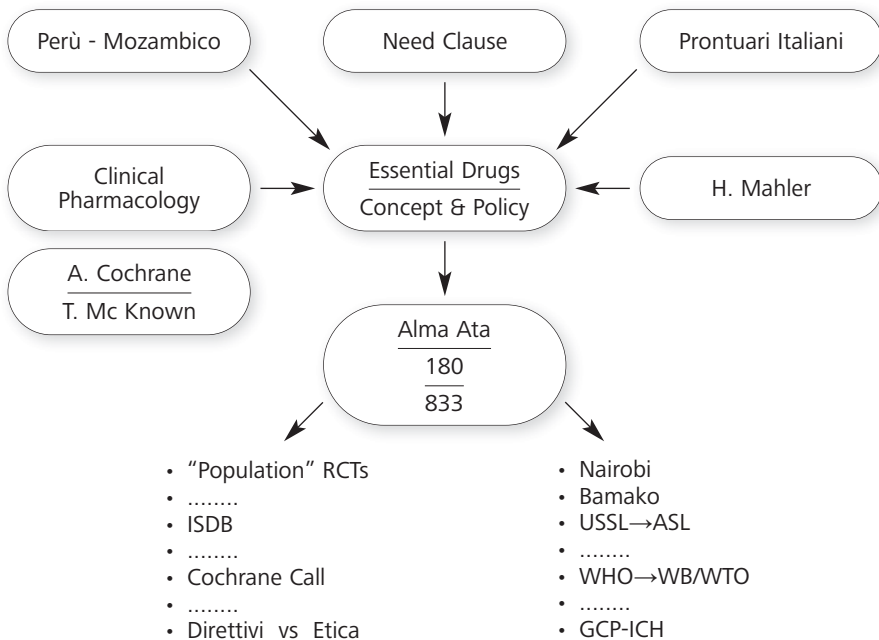 Perù - Mozambico
Need Clause
Prontuari Italiani
Clinical
Pharmacology
Essential Drugs
Concept & Policy
H. Mahler
A. Cochrane
T. Mc Known
Alma Ata
180
833
• “Population” RCTs
• ........
• ISDB
• ........
• Cochrane Call
• ........
• Direttivi vs Etica
• Nairobi
• Bamako
• USSL→ASL
• ........
• WHO→WB/WTO
• ........
• GCP-ICH